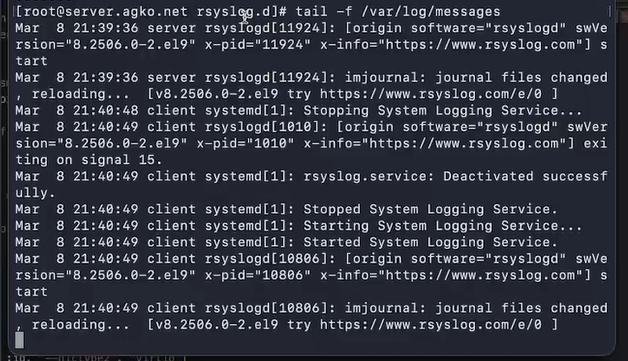 [root@server.agko.net rsyslog.d]# tail -f /var/log/messages
Mar  8 21:39:36 server rsyslogd[11924]: [origin software="rsyslogd" swVe
rsion="8.2506.0-2.el9" x-pid="11924" x-info="https://www.rsyslog.com"] s
tart
Mar  8 21:39:36 server rsyslogd[11924]: imjournal: journal files changed
, reloading...  [v8.2506.0-2.el9 try https://www.rsyslog.com/e/0 ]
Mar  8 21:40:48 client systemd[1]: Stopping System Logging Service...
Mar  8 21:40:49 client rsyslogd[1010]: [origin software="rsyslogd" swVer
sion="8.2506.0-2.el9" x-pid="1010" x-info="https://www.rsyslog.com"] exi
ting on signal 15.
Mar  8 21:40:49 client systemd[1]: rsyslog.service: Deactivated successf
ully.
Mar  8 21:40:49 client systemd[1]: Stopped System Logging Service.
Mar  8 21:40:49 client systemd[1]: Starting System Logging Service...
Mar  8 21:40:49 client systemd[1]: Started System Logging Service.
Mar  8 21:40:49 client rsyslogd[10806]: [origin software="rsyslogd" swVe
rsion="8.2506.0-2.el9" x-pid="10806" x-info="https://www.rsyslog.com"] s
tart
Mar  8 21:40:49 client rsyslogd[10806]: imjournal: journal files changed
, reloading...  [v8.2506.0-2.el9 try https://www.rsyslog.com/e/0 ]